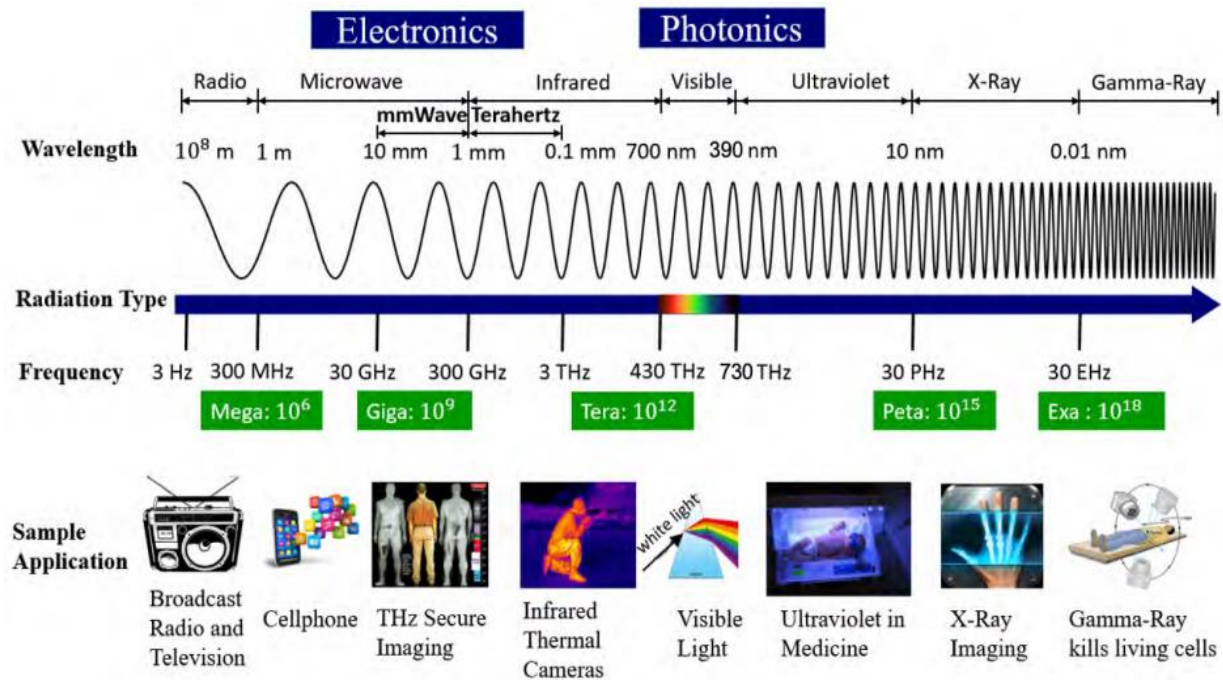 Electronics Photonics
Radio Microwave Infrared Visible Ultraviolet X-Ray Gamma-Ray
mmWave Terahertz
Wavelength 10⁸ m 1 m 10 mm 1 mm 0.1 mm 700 nm 390 nm 10 nm 0.01 nm
Radiation Type
Frequency 3 Hz 300 MHz 30 GHz 300 GHz 3 THz 430 THz 730 THz 30 PHz 30 EHz
Mega: 10⁶ Giga: 10⁹ Tera: 10¹² Peta: 10¹⁵ Exa : 10¹⁸
Sample
Application
white light
Broadcast
Radio and
Television
Cellphone
THz Secure
Imaging
Infrared
Thermal
Cameras
Visible
Light
Ultraviolet in
Medicine
X-Ray
Imaging
Gamma-Ray
kills living cells